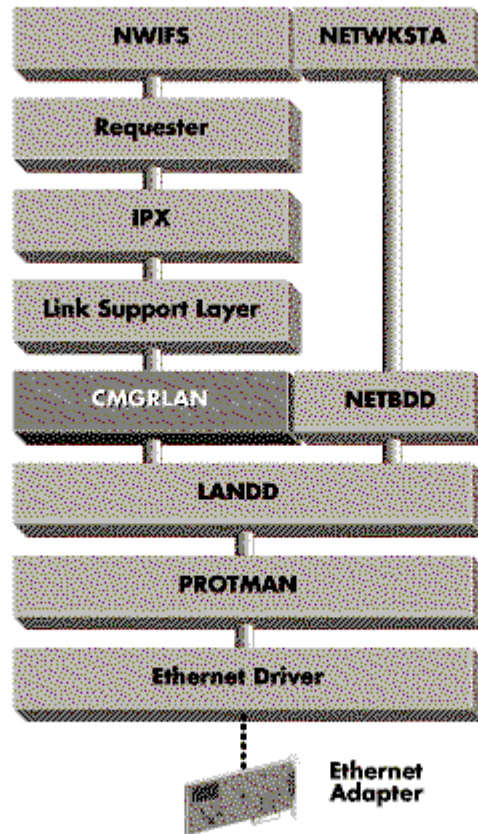 NWIFS NETWKSTA
Requester
IPX
Link Support Layer
CMGRLAN NETBDD
LANDD
PROTMAN
Ethernet Driver
Ethernet
Adapter